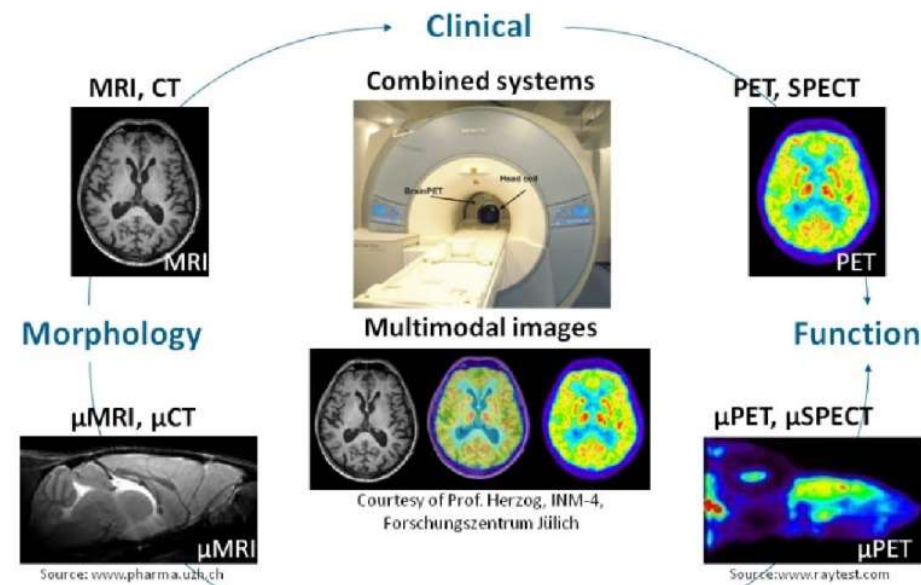 Clinical
MRI, CT
Combined systems
PET, SPECT
BrainPET
Head coil
MRI
PET
Morphology
Multimodal images
Function
µMRI, µCT
µPET, µSPECT
Courtesy of Prof. Herzog, INM-4,
Forschungszentrum Jülich
µMRI
µPET
Source: www.pharma.uzh.ch
Source:www.raytest.com